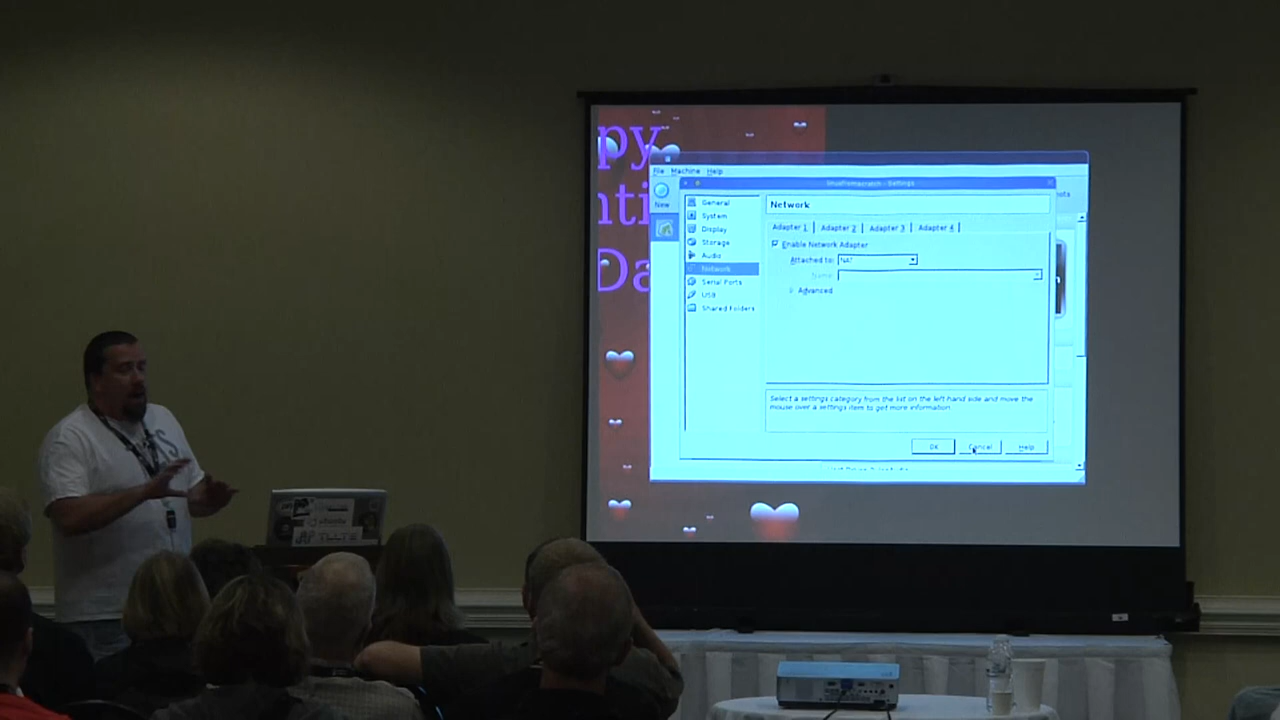 py
nti
Da
File Machine Help
New
linuxfromscratch - Settings
General
System
Display
Storage
Audio
Network
Serial Ports
USB
Shared Folders
Network
Adapter 1 Adapter 2 Adapter 3 Adapter 4
Enable Network Adapter
Attached to: NAT
Name:
Advanced
Select a settings category from the list on the left-hand side and move the
mouse over a settings item to get more information.
OK Cancel Help
ubuntu